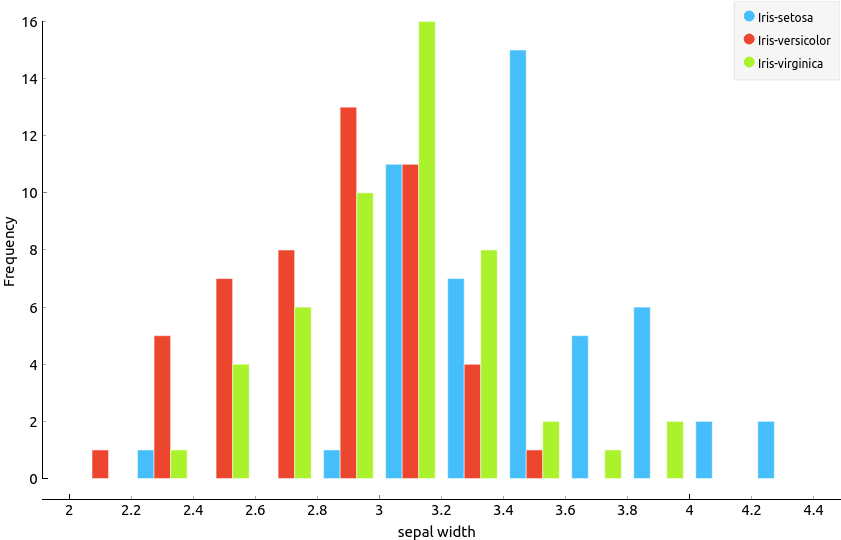 Iris-setosa
Iris-versicolor
Iris-virginica
Frequency
16
14
12
10
8
6
4
2
0
2 2.2 2.4 2.6 2.8 3 3.2 3.4 3.6 3.8 4 4.2 4.4
sepal width